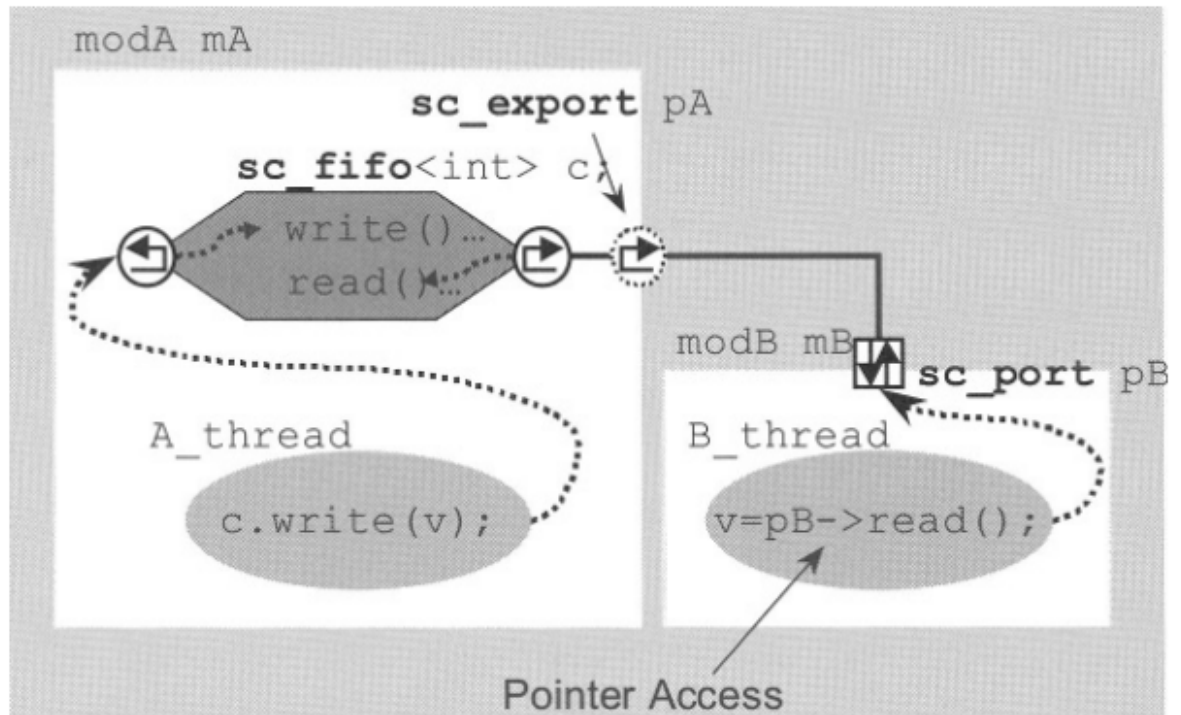 modA mA
sc_export pA
sc_fifo<int> c;
write()…
read()…
modB mB
sc_port pB
A_thread
B_thread
c.write(v);
v=pB->read();
Pointer Access